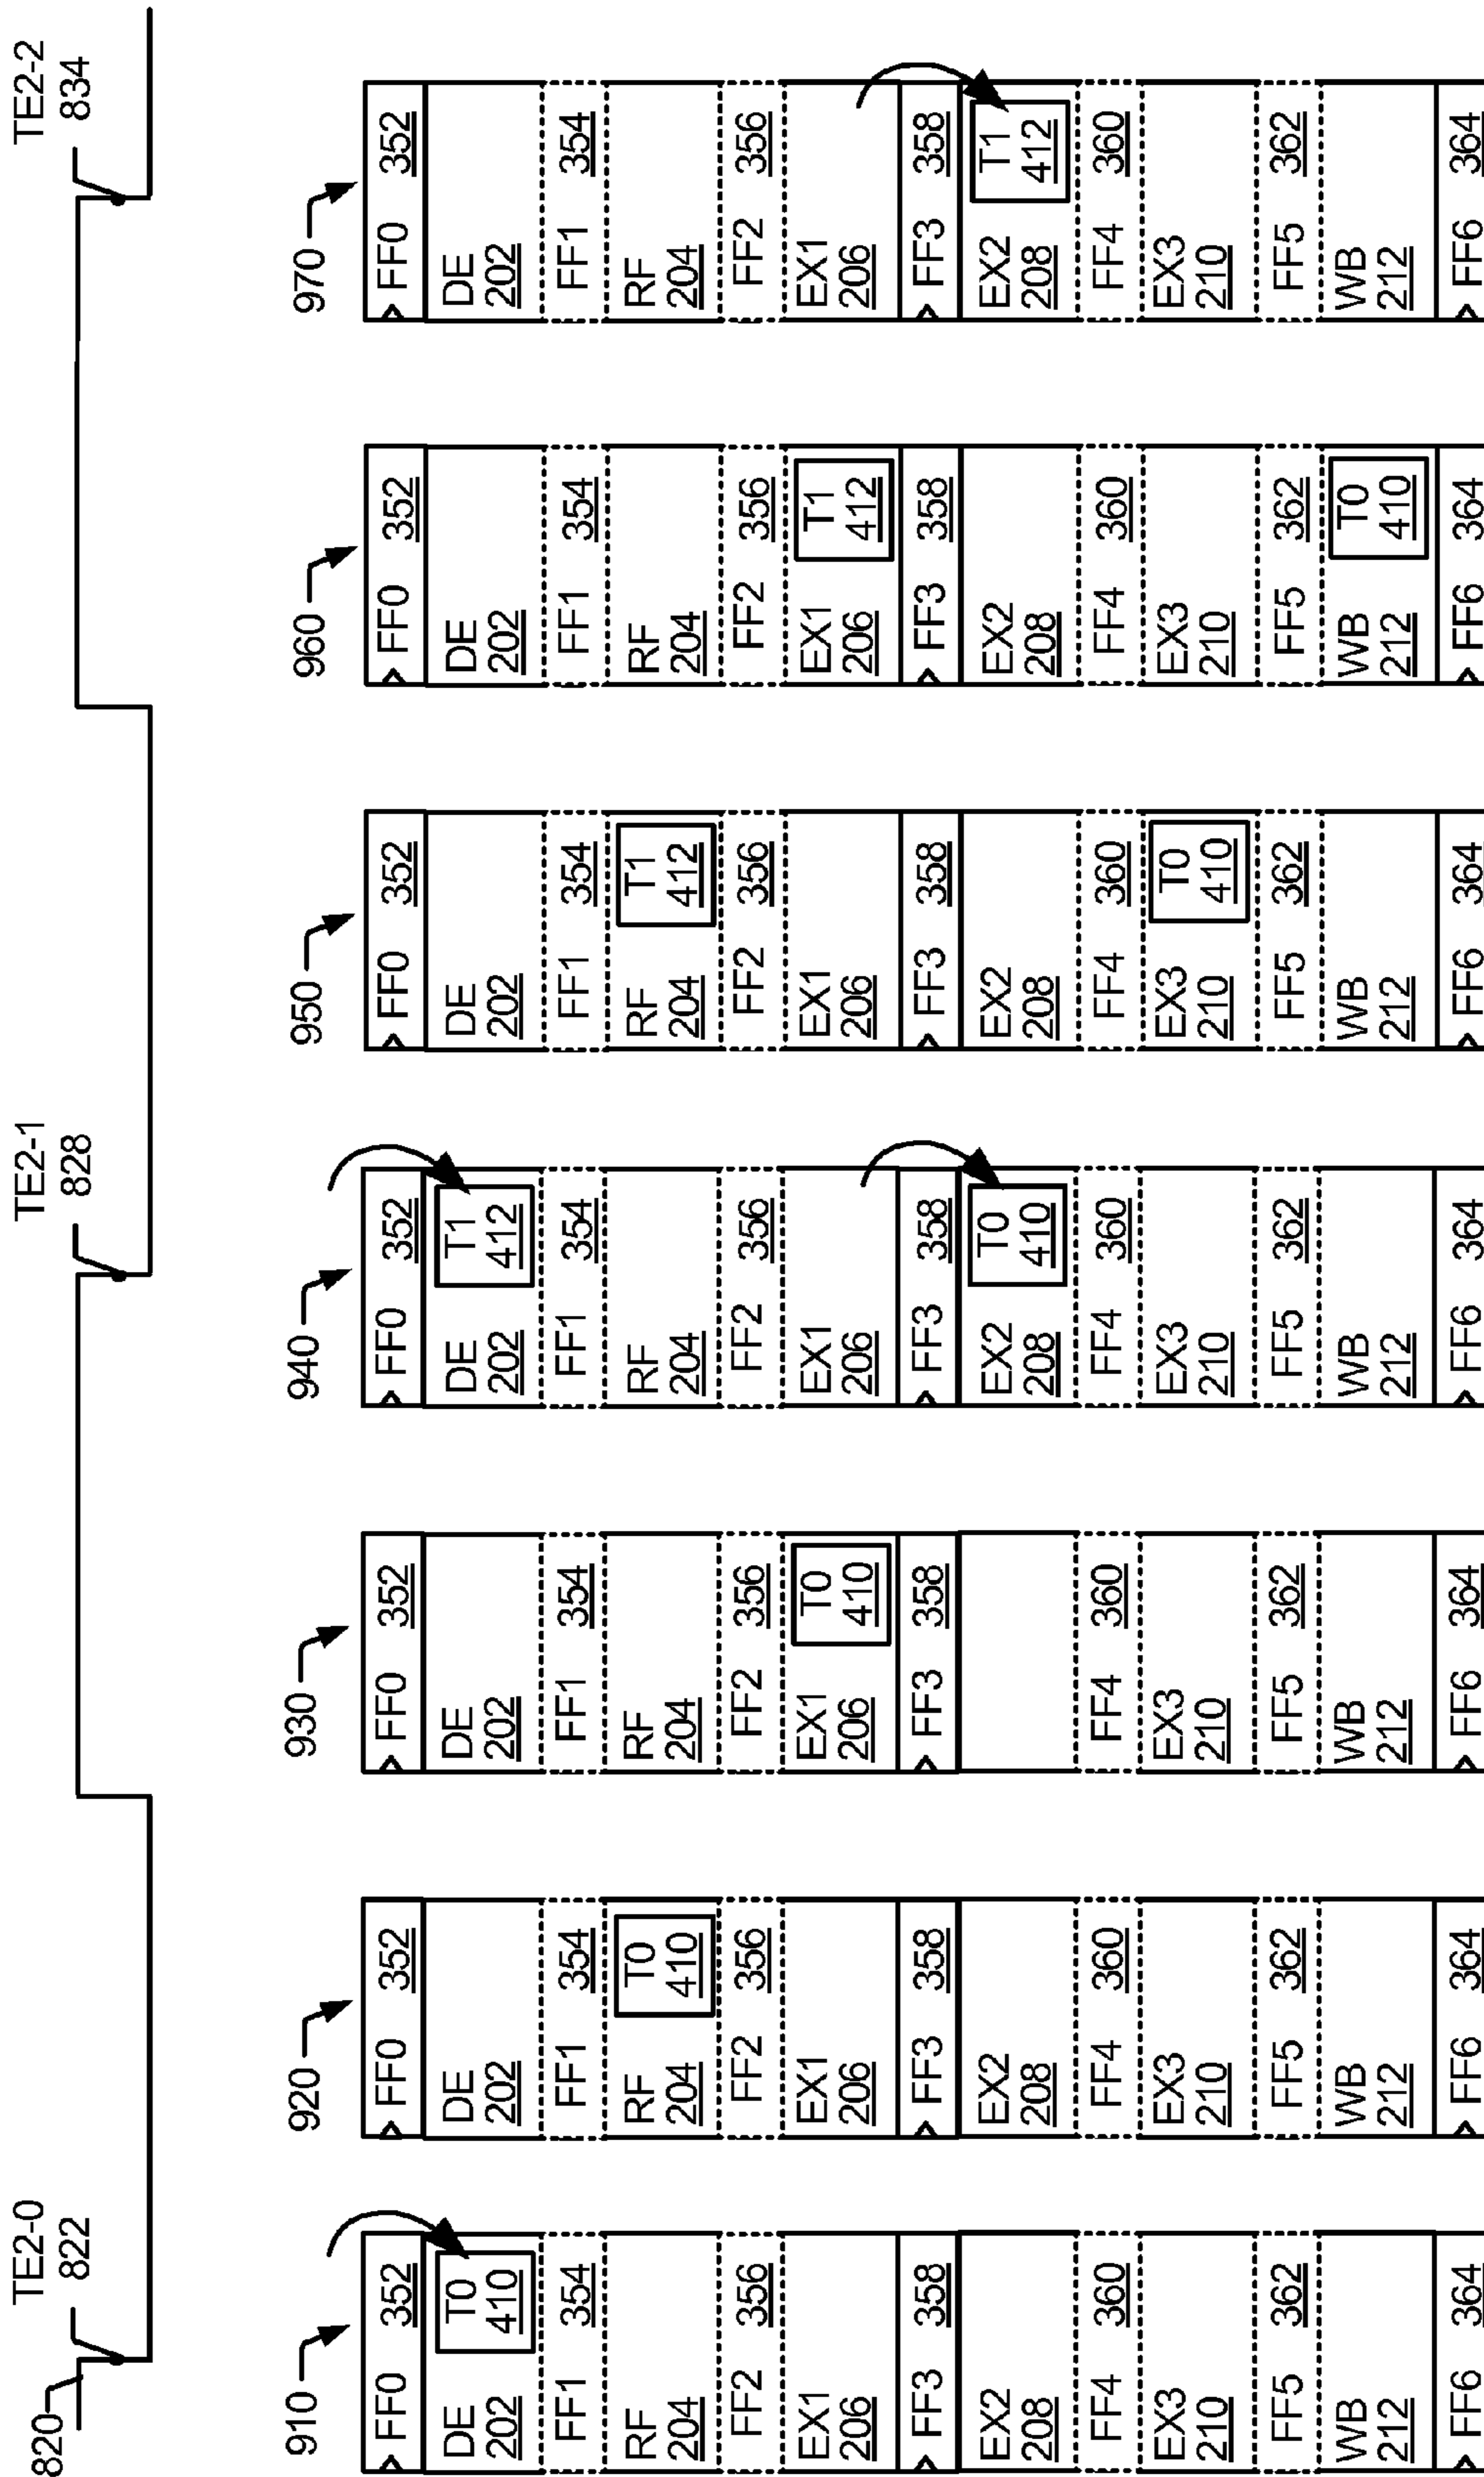 820
TE2-0
822
TE2-1
828
TE2-2
834
910
FF0 352
DE
202
T0
410
FF1 354
RF
204
FF2 356
EX1
206
FF3 358
EX2
208
FF4 360
EX3
210
FF5 362
WB
212
FF6 364
920
FF0 352
DE
202
FF1 354
RF
204
T0
410
FF2 356
EX1
206
FF3 358
EX2
208
FF4 360
EX3
210
FF5 362
WB
212
FF6 364
930
FF0 352
DE
202
FF1 354
RF
204
FF2 356
EX1
206
T0
410
FF3 358
FF4 360
EX3
210
FF5 362
WB
212
FF6 364
940
FF0 352
DE
202
T1
412
FF1 354
RF
204
FF2 356
EX1
206
FF3 358
EX2
208
T0
410
FF4 360
EX3
210
FF5 362
WB
212
FF6 364
950
FF0 352
DE
202
FF1 354
RF
204
T1
412
FF2 356
EX1
206
FF3 358
EX2
208
FF4 360
EX3
210
T0
410
FF5 362
WB
212
FF6 364
960
FF0 352
DE
202
FF1 354
RF
204
FF2 356
EX1
206
T1
412
FF3 358
EX2
208
FF4 360
EX3
210
FF5 362
WB
212
T0
410
FF6 364
970
FF0 352
DE
202
FF1 354
RF
204
FF2 356
EX1
206
FF3 358
EX2
208
T1
412
FF4 360
EX3
210
FF5 362
WB
212
FF6 364